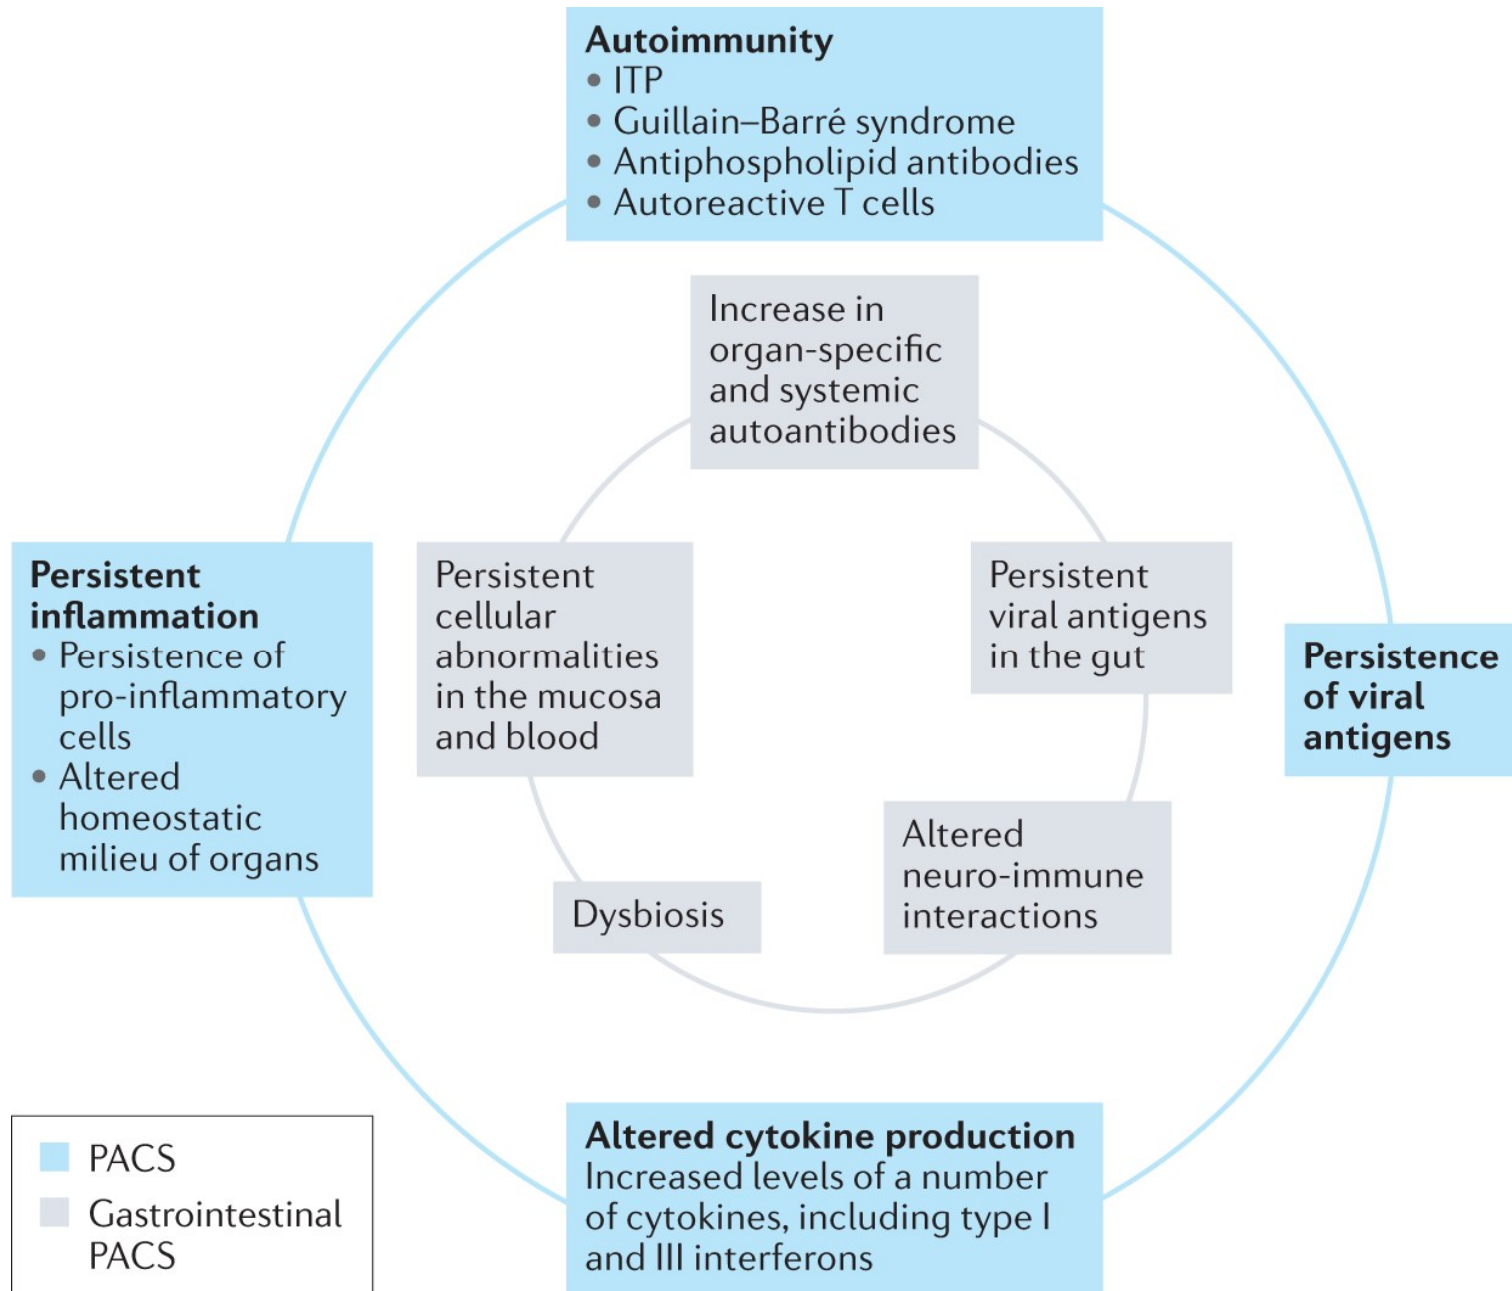 Autoimmunity
• ITP
• Guillain–Barré syndrome
• Antiphospholipid antibodies
• Autoreactive T cells
Increase in
organ-specific
and systemic
autoantibodies
Persistent
inflammation
• Persistence of
pro-inflammatory
cells
• Altered
homeostatic
milieu of organs
Persistent
cellular
abnormalities
in the mucosa
and blood
Persistent
viral antigens
in the gut
Persistence
of viral
antigens
Altered
neuro-immune
interactions
Dysbiosis
Altered cytokine production
Increased levels of a number
of cytokines, including type I
and III interferons
PACS
Gastrointestinal
PACS